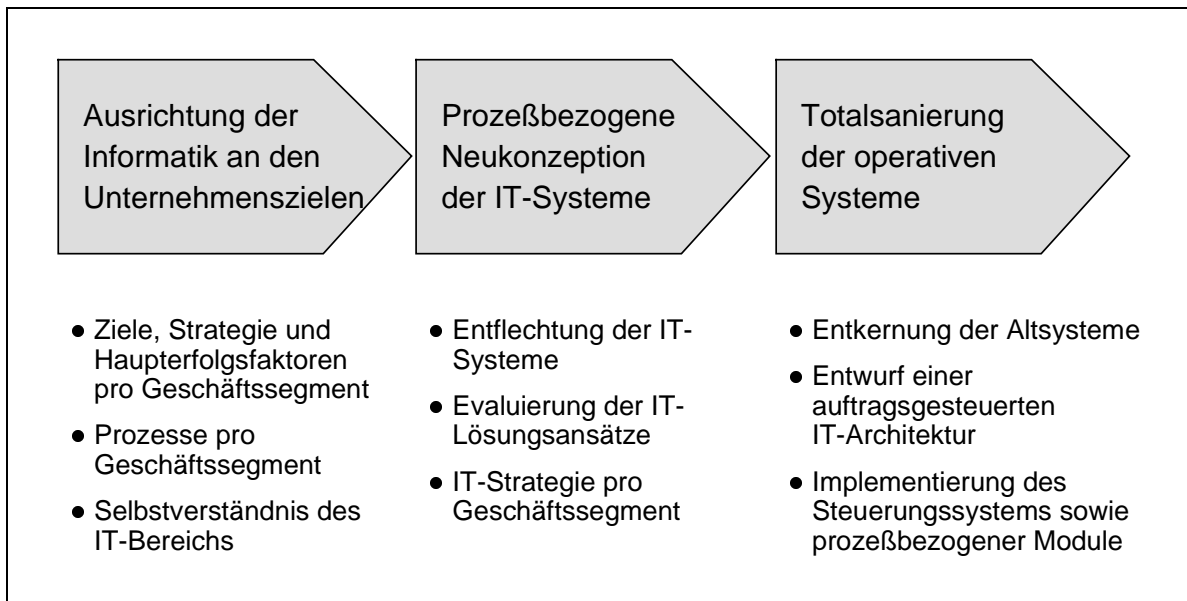 Ausrichtung der
Informatik an den
Unternehmenszielen
Prozeßbezogene
Neukonzeption
der IT-Systeme
Totalsanierung
der operativen
Systeme
● Ziele, Strategie und
Haupterfolgsfaktoren
pro Geschäftssegment
● Prozesse pro
Geschäftssegment
● Selbstverständnis des
IT-Bereichs
● Entflechtung der IT-
Systeme
● Evaluierung der IT-
Lösungsansätze
● IT-Strategie pro
Geschäftssegment
● Entkernung der Altsysteme
● Entwurf einer
auftragsgesteuerten
IT-Architektur
● Implementierung des
Steuerungssystems sowie
prozeßbezogener Module